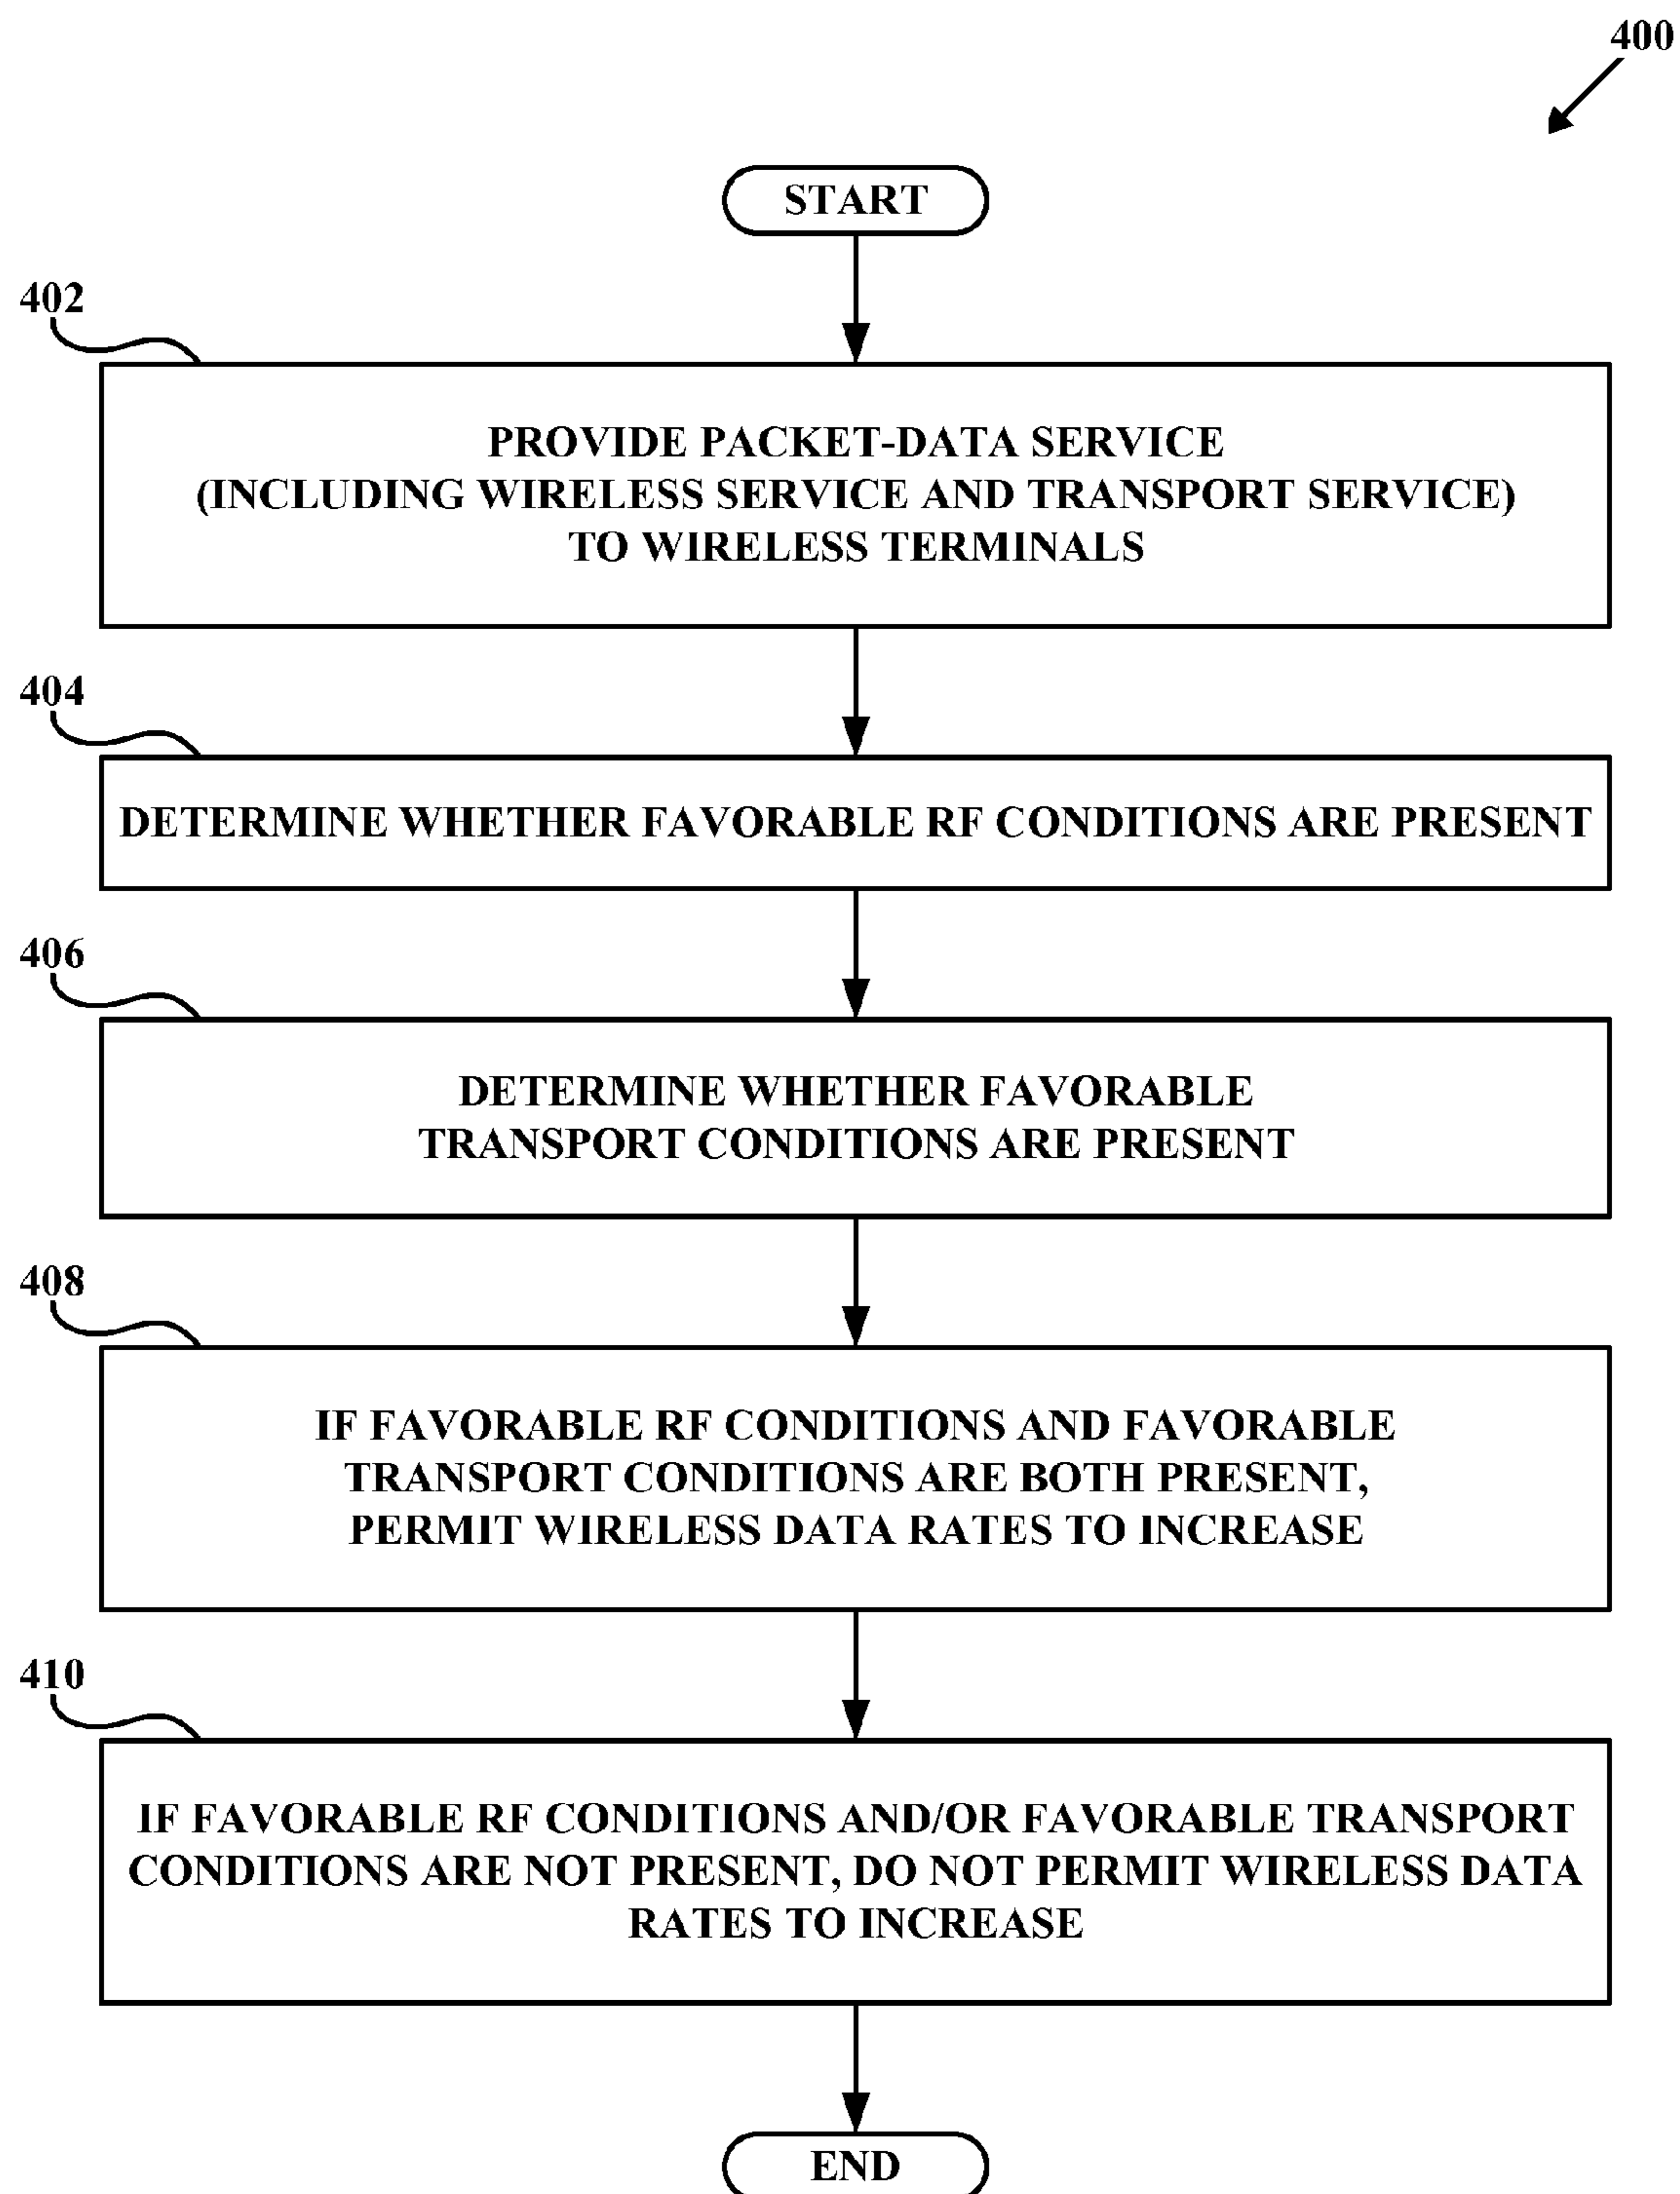 400
START
402
PROVIDE PACKET-DATA SERVICE
(INCLUDING WIRELESS SERVICE AND TRANSPORT SERVICE)
TO WIRELESS TERMINALS
404
DETERMINE WHETHER FAVORABLE RF CONDITIONS ARE PRESENT
406
DETERMINE WHETHER FAVORABLE
TRANSPORT CONDITIONS ARE PRESENT
408
IF FAVORABLE RF CONDITIONS AND FAVORABLE
TRANSPORT CONDITIONS ARE BOTH PRESENT,
PERMIT WIRELESS DATA RATES TO INCREASE
410
IF FAVORABLE RF CONDITIONS AND/OR FAVORABLE TRANSPORT
CONDITIONS ARE NOT PRESENT, DO NOT PERMIT WIRELESS DATA
RATES TO INCREASE
END